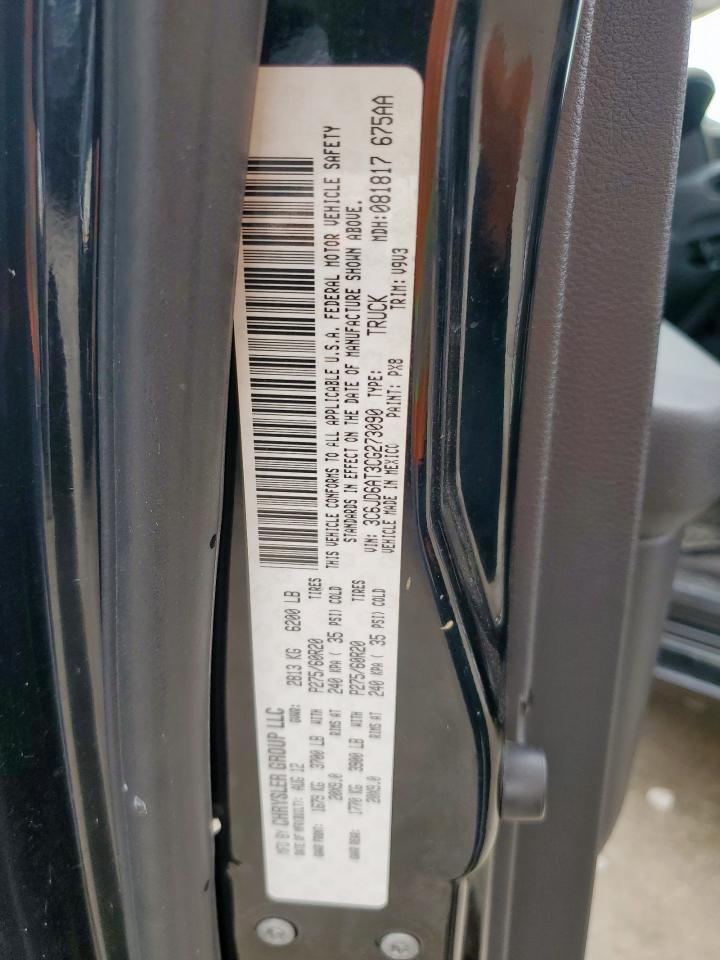 MFD BY CHRYSLER GROUP LLC
DATE OF MFR(BUILT): AUG 12 GVWR: 2813 KG 6200 LB
GAWR FRONT: 1679 KG 3700 LB WITH P275/60R20 TIRES
20X9.0 RIMS AT 240 KPA ( 35 PSI) COLD
GAWR REAR: 1770 KG 3900 LB WITH P275/60R20 TIRES
20X9.0 RIMS AT 240 KPA ( 35 PSI) COLD
THIS VEHICLE CONFORMS TO ALL APPLICABLE U.S.A. FEDERAL MOTOR VEHICLE SAFETY
STANDARDS IN EFFECT ON THE DATE OF MANUFACTURE SHOWN ABOVE.
VIN: 3C6JD6AT3CG273090 TYPE: TRUCK MDH:081817 675AA
VEHICLE MADE IN MEXICO PAINT: PX8 TRIM: V9V3